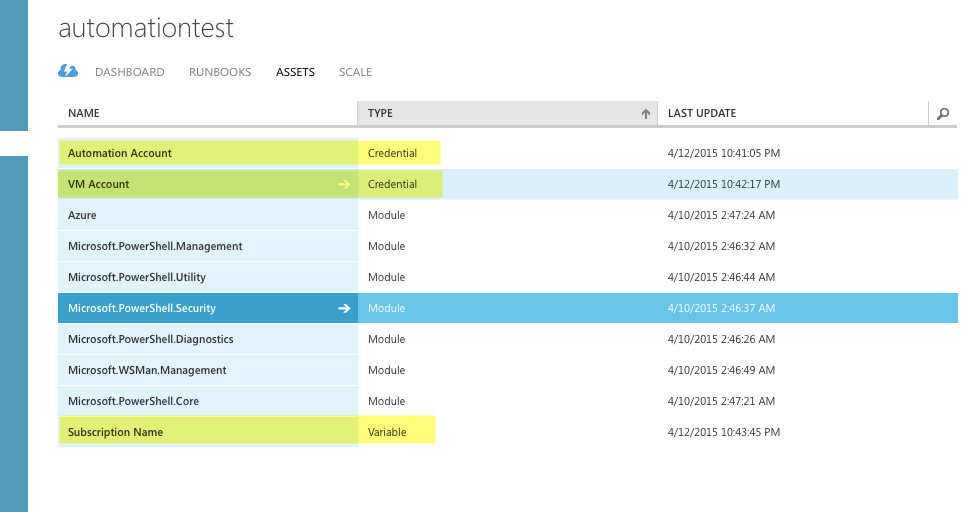 automationtest
DASHBOARD RUNBOOKS ASSETS SCALE
NAME TYPE LAST UPDATE
Automation Account Credential 4/12/2015 10:41:05 PM
VM Account Credential 4/12/2015 10:42:17 PM
Azure Module 4/10/2015 2:47:24 AM
Microsoft.PowerShell.Management Module 4/10/2015 2:46:32 AM
Microsoft.PowerShell.Utility Module 4/10/2015 2:46:44 AM
Microsoft.PowerShell.Security Module 4/10/2015 2:46:37 AM
Microsoft.PowerShell.Diagnostics Module 4/10/2015 2:46:26 AM
Microsoft.WSMan.Management Module 4/10/2015 2:46:49 AM
Microsoft.PowerShell.Core Module 4/10/2015 2:47:21 AM
Subscription Name Variable 4/12/2015 10:43:45 PM